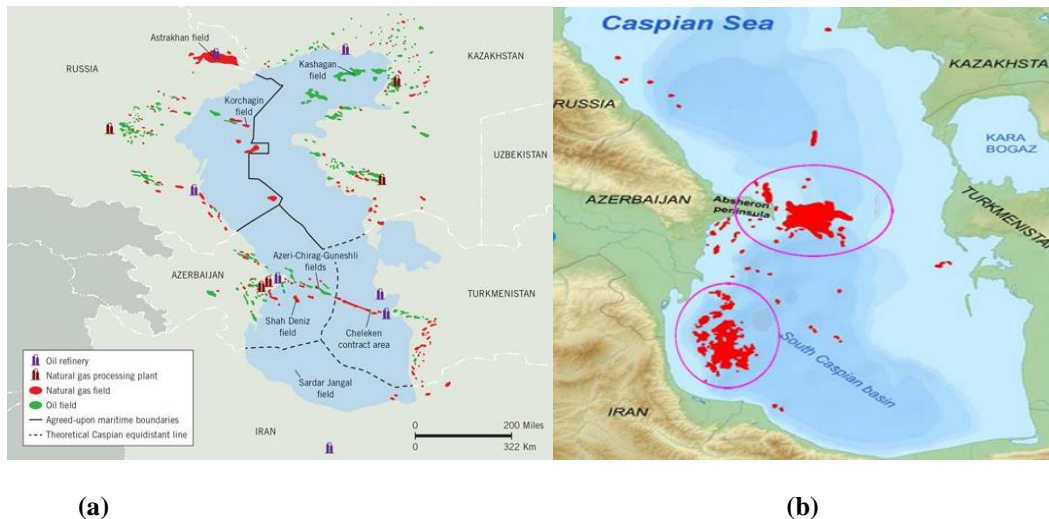 Astrakhan field
RUSSIA
KAZAKHSTAN
Kashagan
field
Korchagin
field
UZBEKISTAN
Azeri-Chirag-Guneshli
fields
AZERBAIJAN
TURKMENISTAN
Shah Deniz
field
Cheleken
contract area
Sardar Jangal
field
IRAN
Oil refinery
Natural gas processing plant
Natural gas field
Oil field
Agreed-upon maritime boundaries
Theoretical Caspian equidistant line
0 200 Miles
0 322 Km
Caspian Sea
KAZAKHSTA
RUSSIA
KARA
BOGAZ
AZERBAIJAN
Absheron
peninsula
TURKMENISTAN
South Caspian basin
IRAN
(a)
(b)